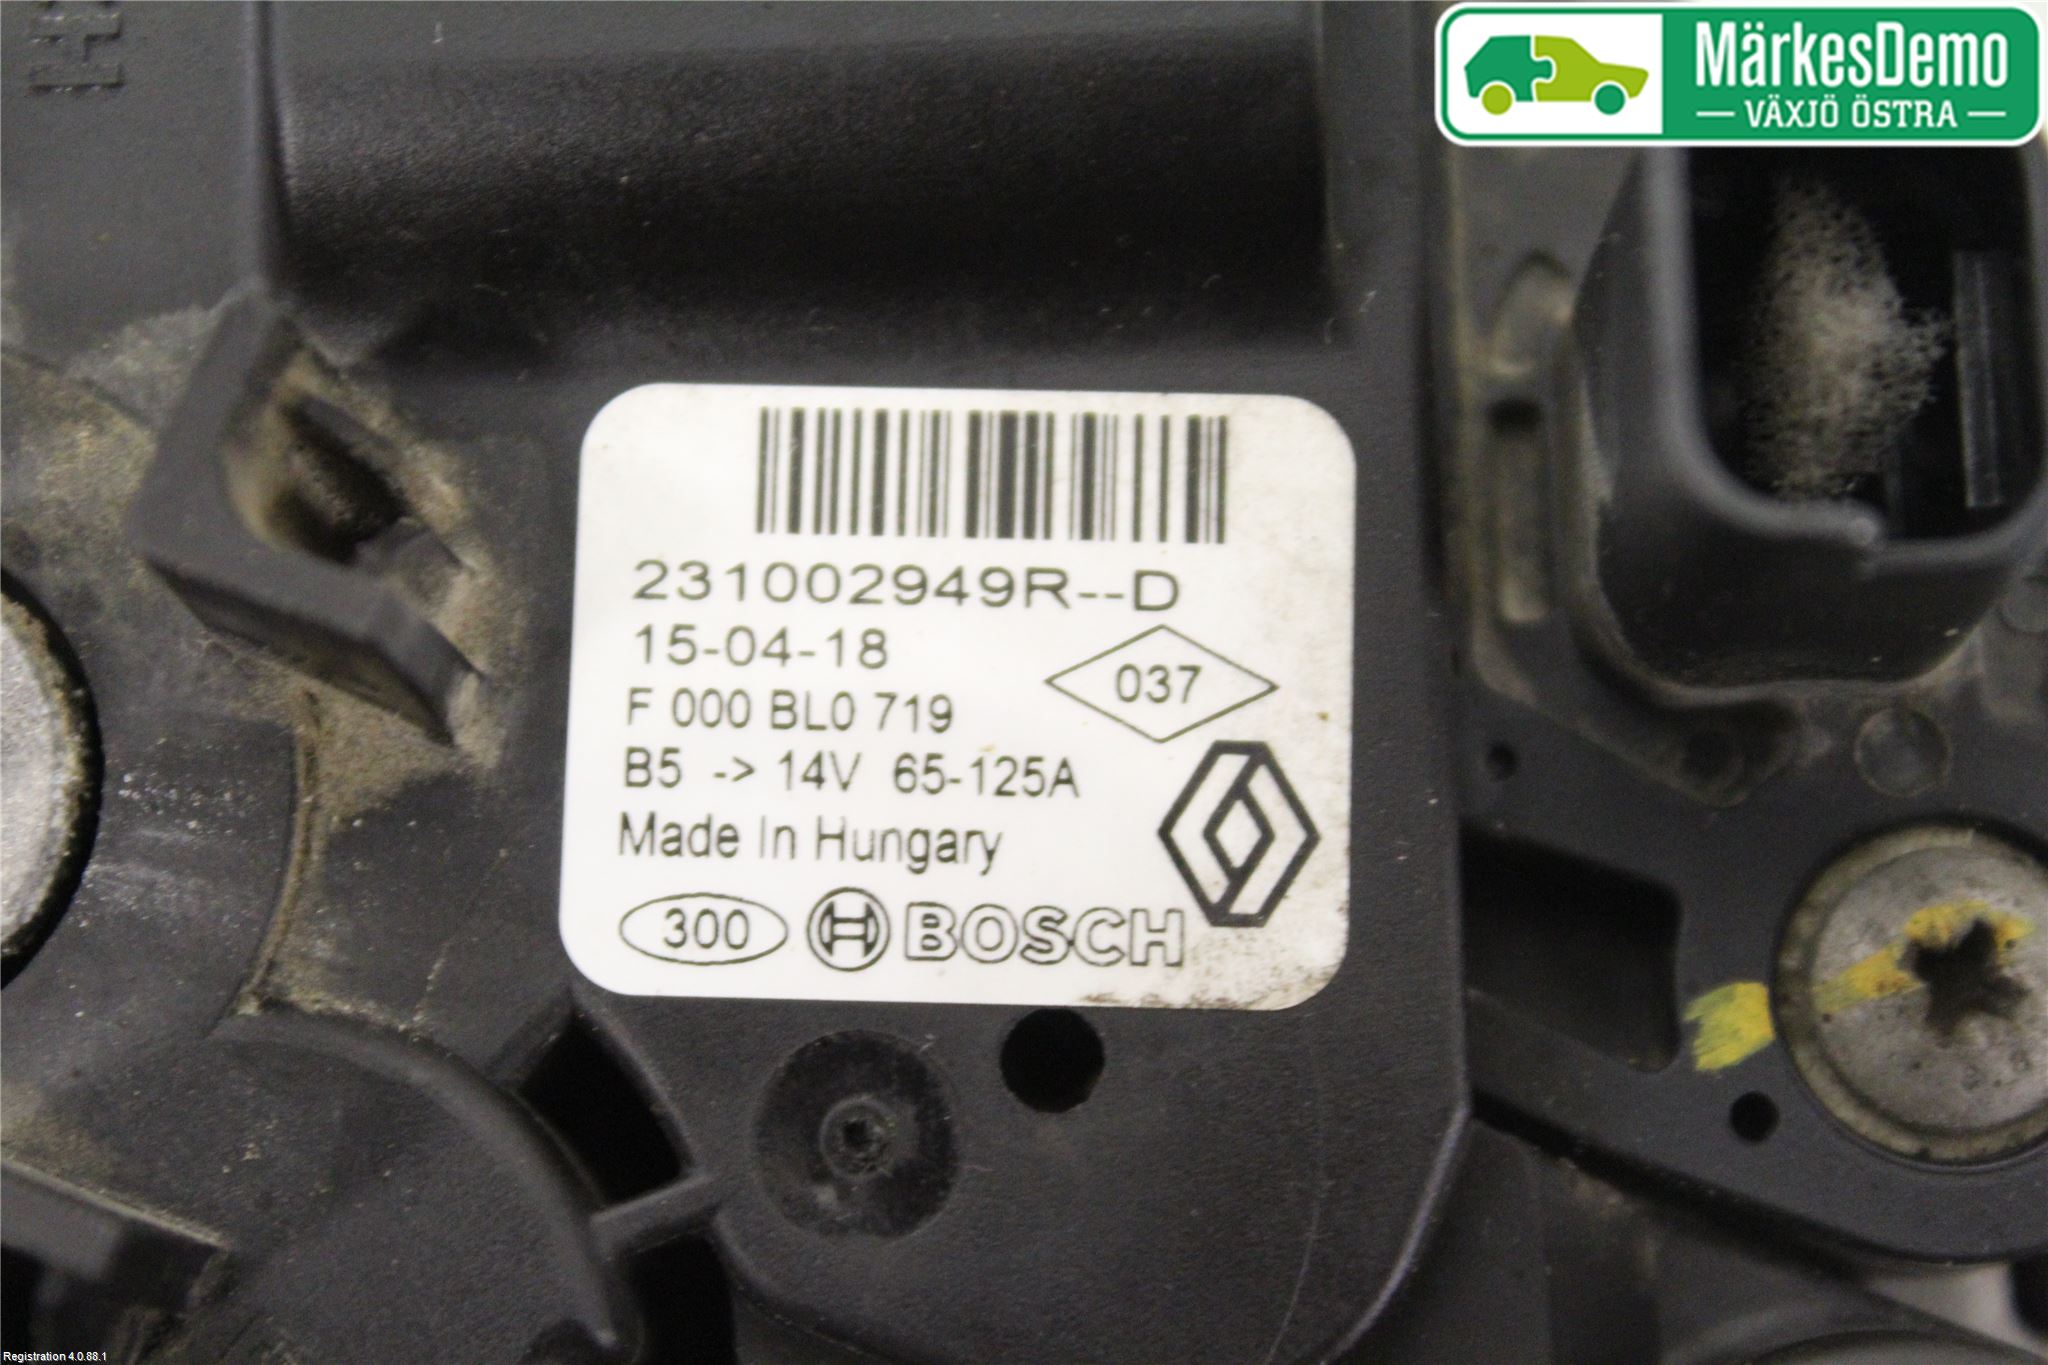 MärkesDemo
— VÄXJÖ ÖSTRA —
231002949R--D
15-04-18
037
F 000 BL0 719
B5 -> 14V 65-125A
Made In Hungary
300 BOSCH
Registration 4.0.88.1